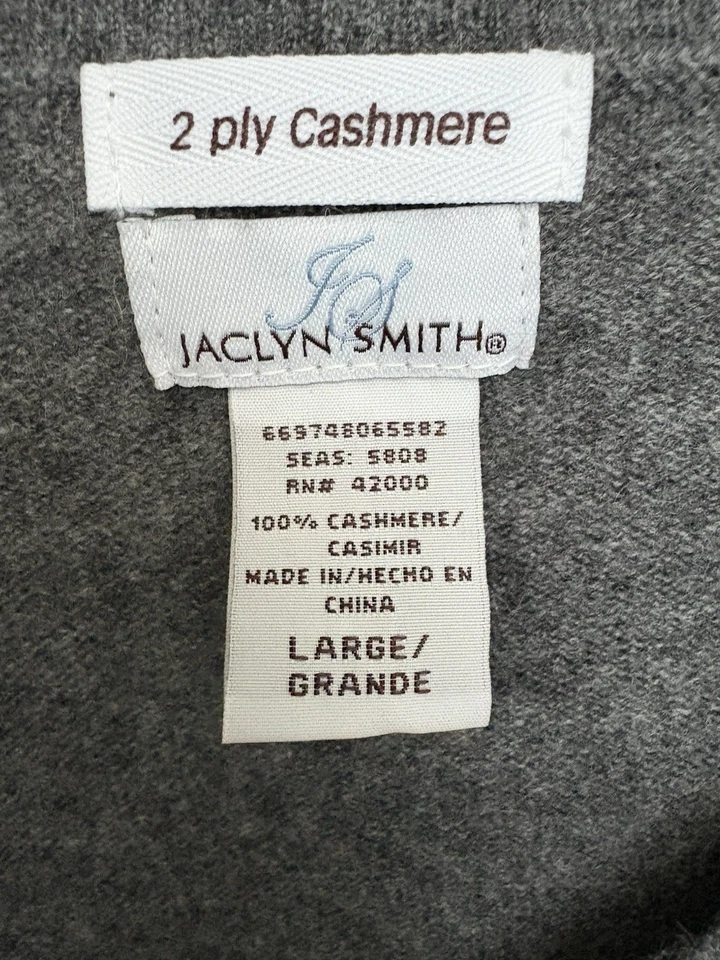 2 ply Cashmere
JS
JACLYN SMITH®
669748065582
SEAS: 5808
RN# 42000
100% CASHMERE/
CASIMIR
MADE IN/HECHO EN
CHINA
LARGE/
GRANDE